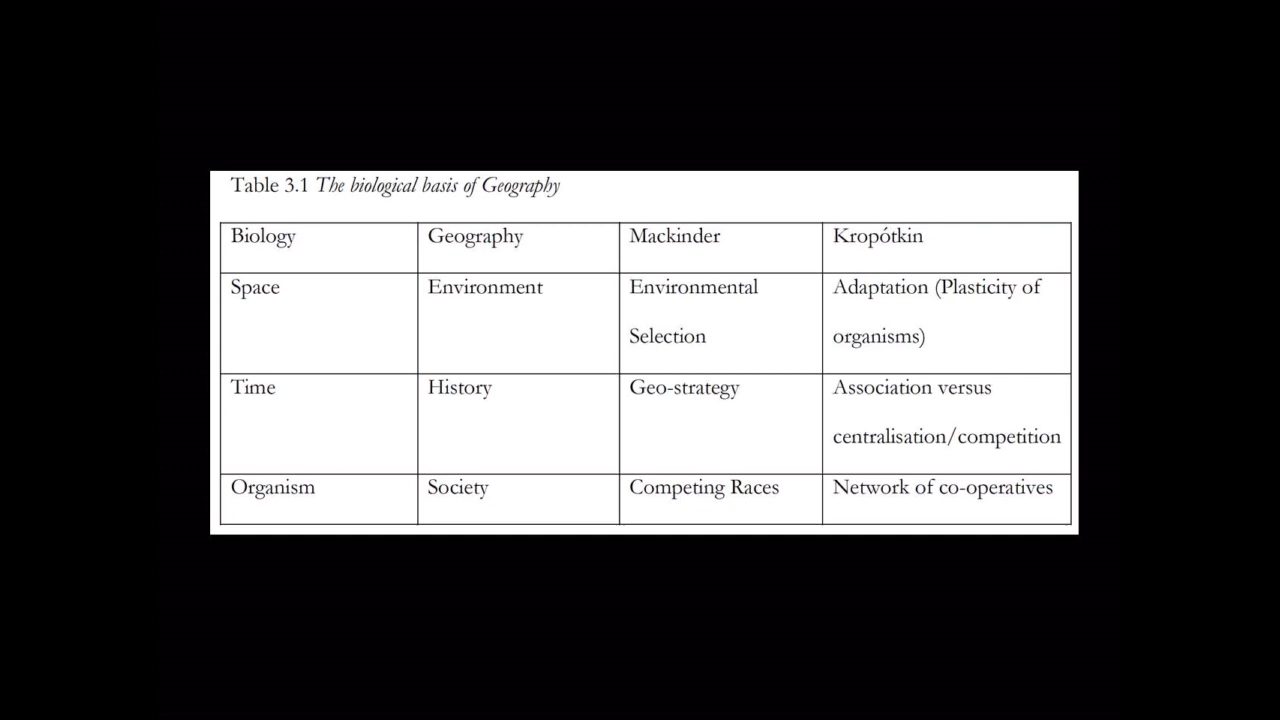 Table 3.1 The biological basis of Geography
Biology
Geography
Mackinder
Kropótkin
Space
Environment
Environmental
Selection
Adaptation (Plasticity of
organisms)
Time
History
Geo-strategy
Association versus
centralisation/competition
Organism
Society
Competing Races
Network of co-operatives